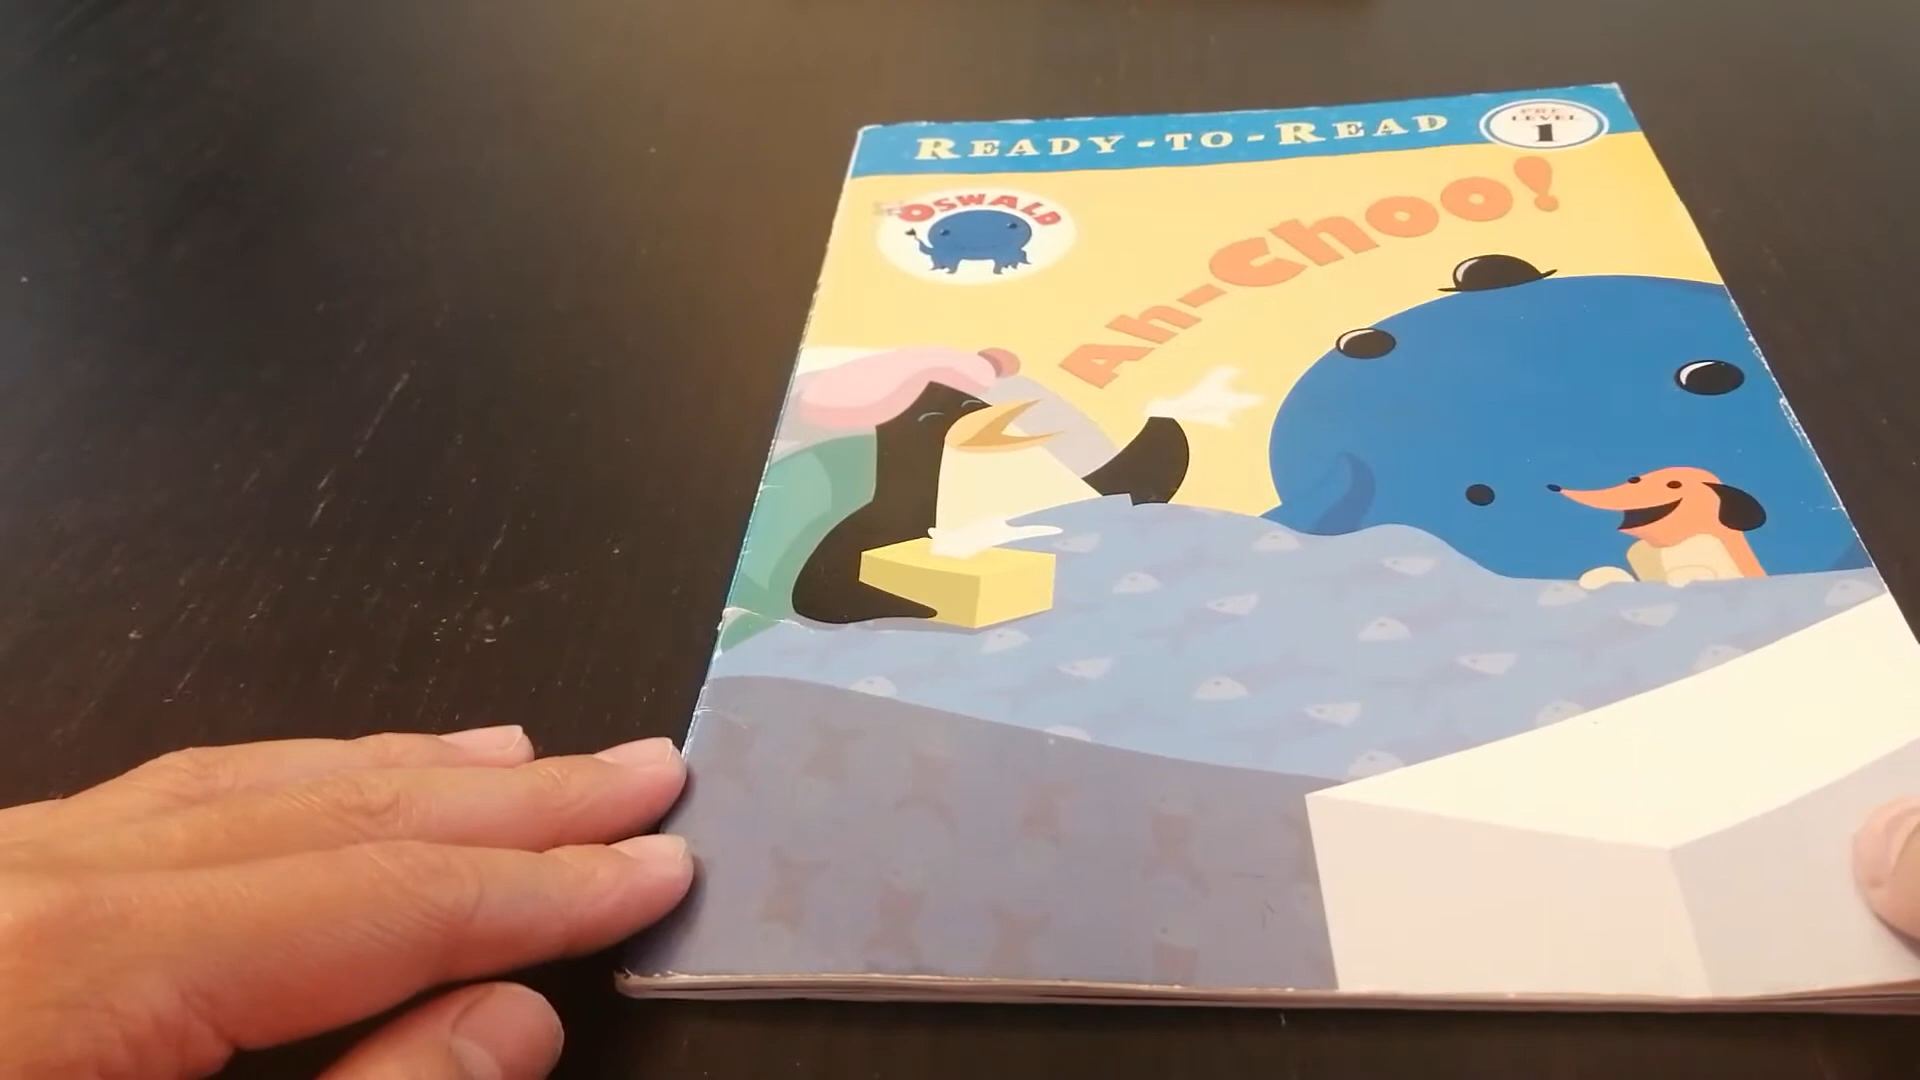 READY-TO-READ
PRE
LEVEL
1
OSWALD
Ah-Choo!